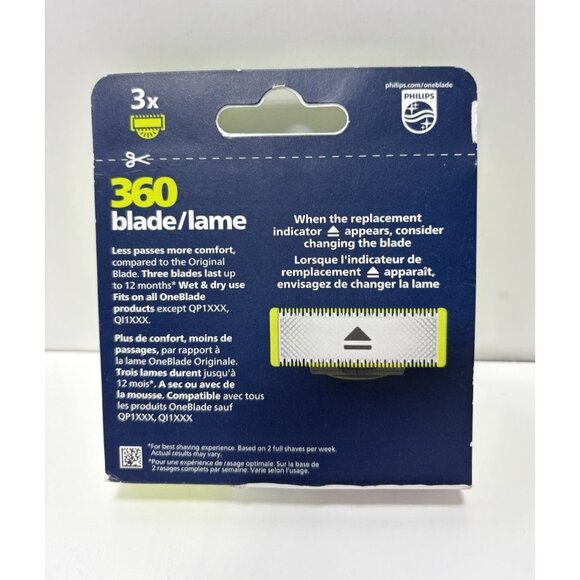 3x
philips.com/oneblade
PHILIPS
360
blade/lame
Less passes more comfort,
compared to the Original
Blade. Three blades last up
to 12 months* Wet & dry use
Fits on all OneBlade
products except QP1XXX,
QI1XXX.
Plus de confort, moins de
passages, par rapport à
la lame OneBlade Originale.
Trois lames durent jusqu'à
12 mois*. A sec ou avec de
la mousse. Compatible avec tous
les produits OneBlade sauf
QP1XXX, QI1XXX
When the replacement
indicator ⏏ appears, consider
changing the blade
Lorsque l'indicateur de
remplacement ⏏ apparaît,
envisagez de changer la lame
*For best shaving experience. Based on 2 full shaves per week.
Actual results may vary.
*Pour une expérience de rasage optimale. Sur la base de
2 rasages complets par semaine. Varie selon l'usage.